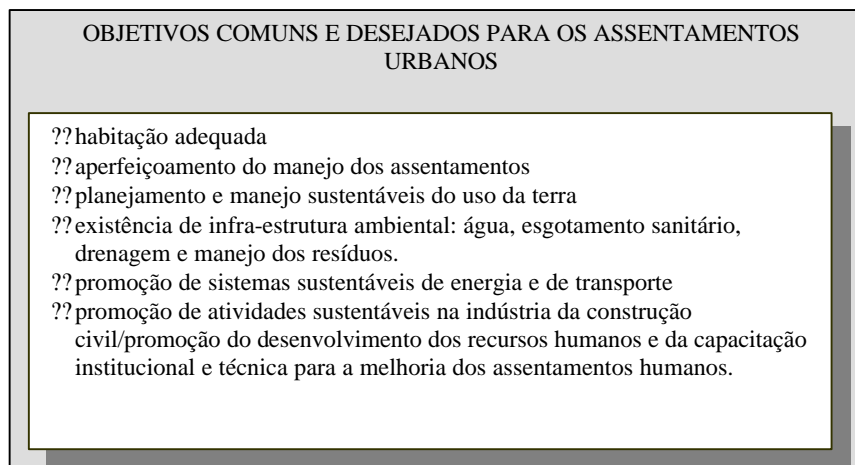 OBJETIVOS COMUNS E DESEJADOS PARA OS ASSENTAMENTOS
URBANOS
??habitação adequada
??aperfeiçoamento do manejo dos assentamentos
??planejamento e manejo sustentáveis do uso da terra
??existência de infra-estrutura ambiental: água, esgotamento sanitário,
drenagem e manejo dos resíduos.
??promoção de sistemas sustentáveis de energia e de transporte
??promoção de atividades sustentáveis na indústria da construção
civil/promoção do desenvolvimento dos recursos humanos e da capacitação
institucional e técnica para a melhoria dos assentamentos humanos.